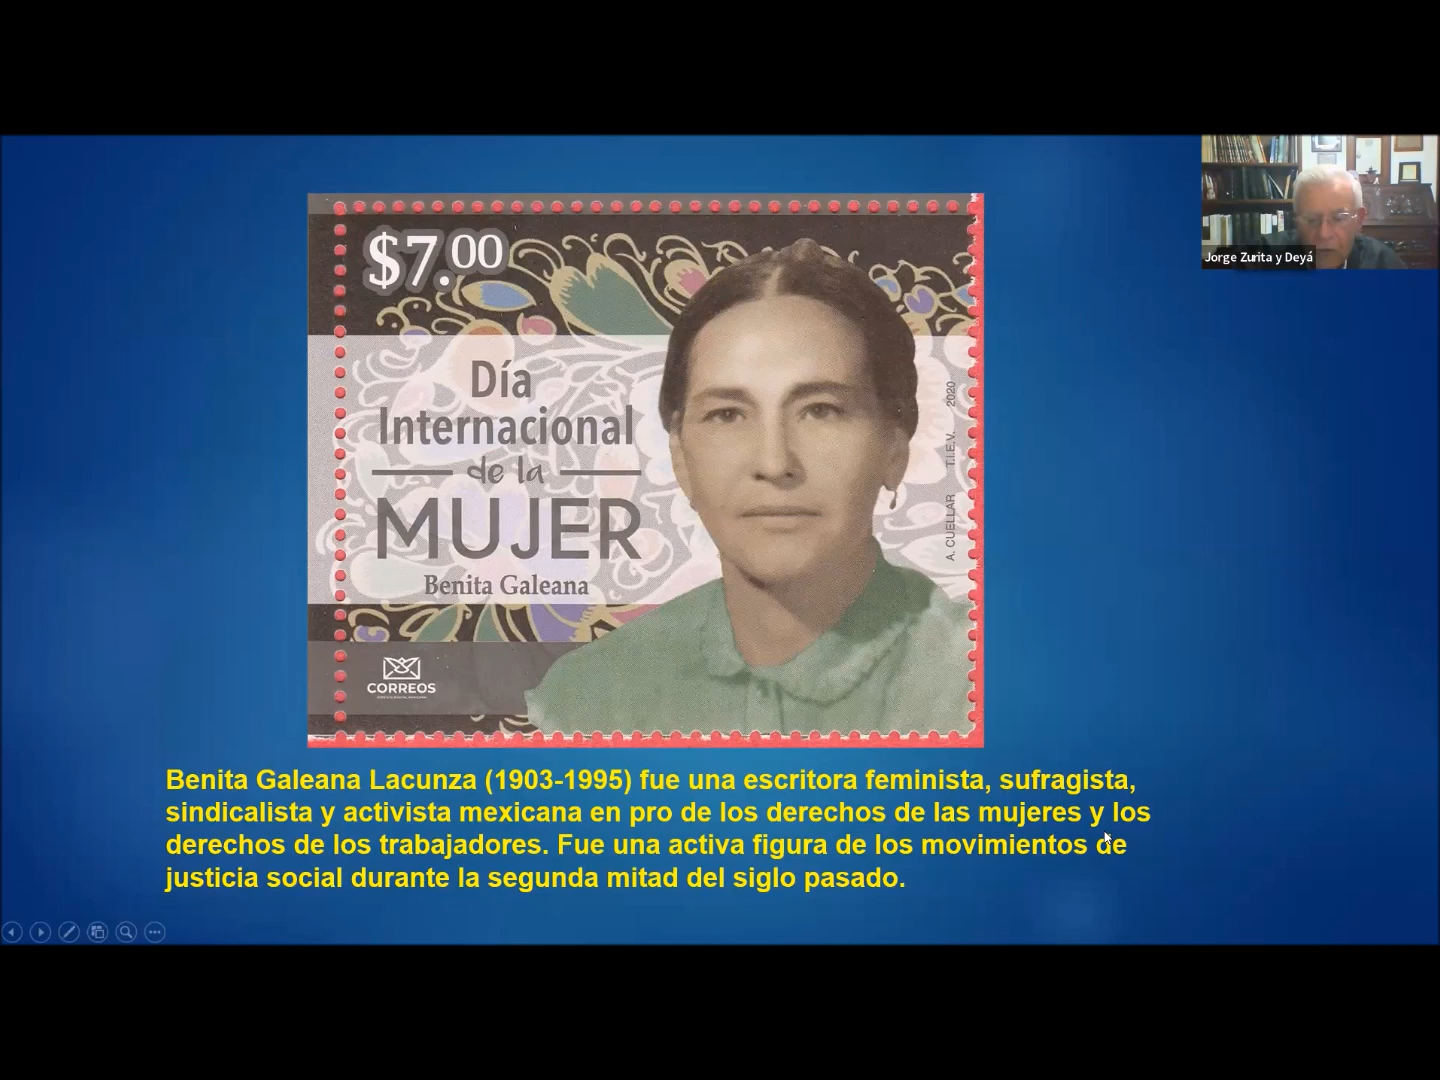 $7.00
Día
Internacional
de la
MUJER
Benita Galeana
CORREOS
A. CUELLAR T.I.E.V. 2020
Jorge Zurita y Deyá
Benita Galeana Lacunza (1903-1995) fue una escritora feminista, sufragista,
sindicalista y activista mexicana en pro de los derechos de las mujeres y los
derechos de los trabajadores. Fue una activa figura de los movimientos de
justicia social durante la segunda mitad del siglo pasado.